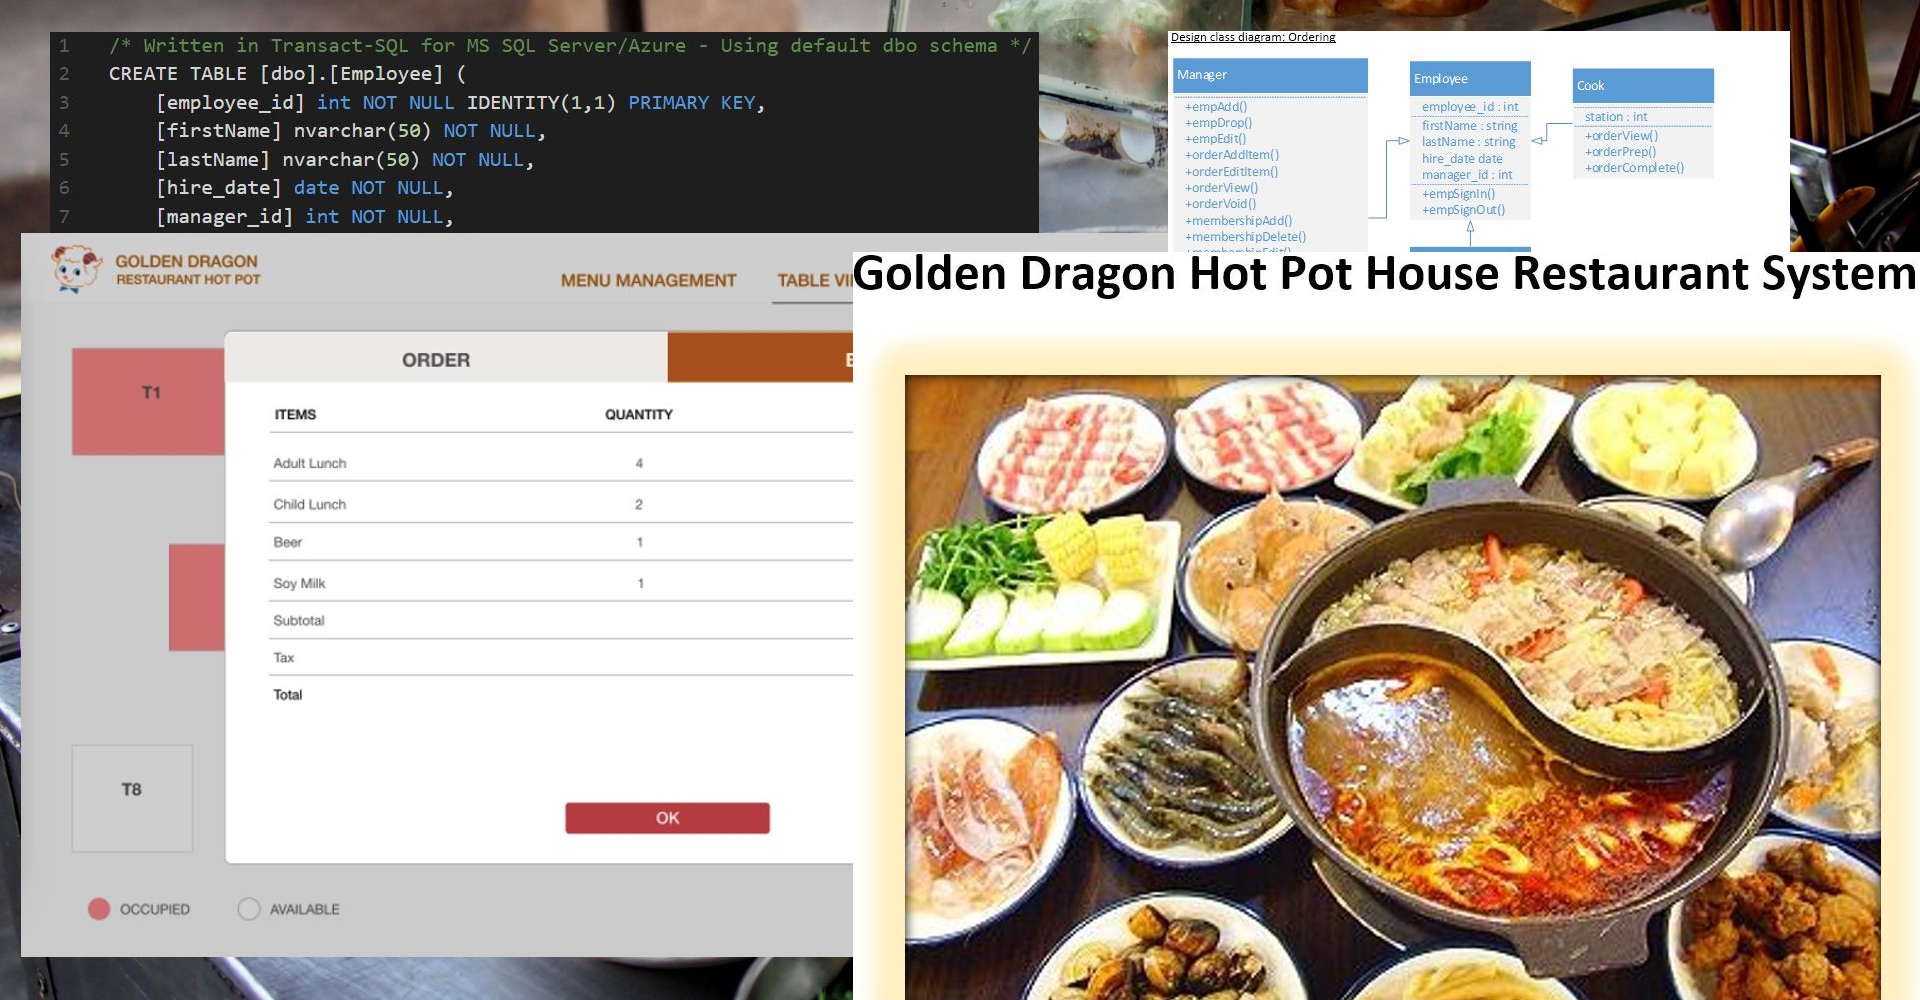 1 /* Written in Transact-SQL for MS SQL Server/Azure - Using default dbo schema */
2 CREATE TABLE [dbo].[Employee] (
3 [employee_id] int NOT NULL IDENTITY(1,1) PRIMARY KEY,
4 [firstName] nvarchar(50) NOT NULL,
5 [lastName] nvarchar(50) NOT NULL,
6 [hire_date] date NOT NULL,
7 [manager_id] int NOT NULL,
Design class diagram: Ordering
Manager
+empAdd()
+empDrop()
+empEdit()
+orderAddItem()
+orderEditItem()
+orderView()
+orderVoid()
+membershipAdd()
+membershipDelete()
Employee
employee_id : int
firstName : string
lastName : string
hire_date date
manager_id : int
+empSignIn()
+empSignOut()
Cook
station : int
+orderView()
+orderPrep()
+orderComplete()
GOLDEN DRAGON
RESTAURANT HOT POT
MENU MANAGEMENT
TABLE VI
T1
ORDER
ITEMS QUANTITY
Adult Lunch 4
Child Lunch 2
Beer 1
Soy Milk 1
Subtotal
Tax
Total
OK
T8
OCCUPIED
AVAILABLE
Golden Dragon Hot Pot House Restaurant System